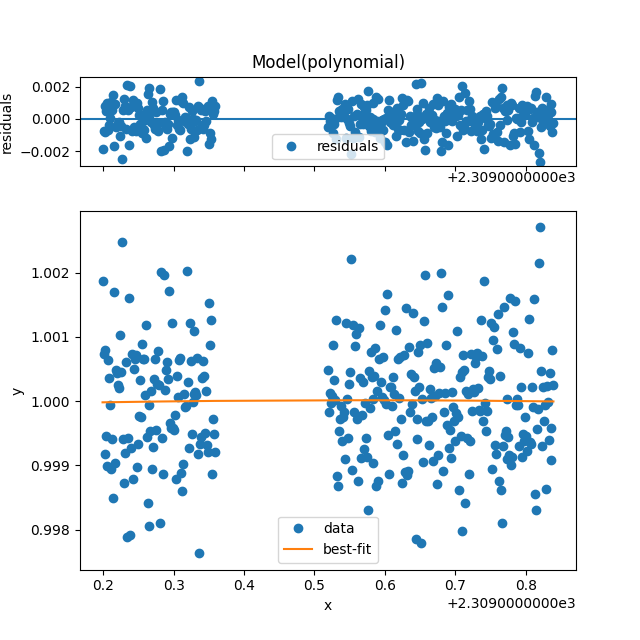 Model(polynomial)
0.002
0.000
−0.002
residuals
residuals
+2.3090000000e3
1.002
1.001
1.000
0.999
0.998
y
data
best-fit
0.2 0.3 0.4 0.5 0.6 0.7 0.8
x
+2.3090000000e3